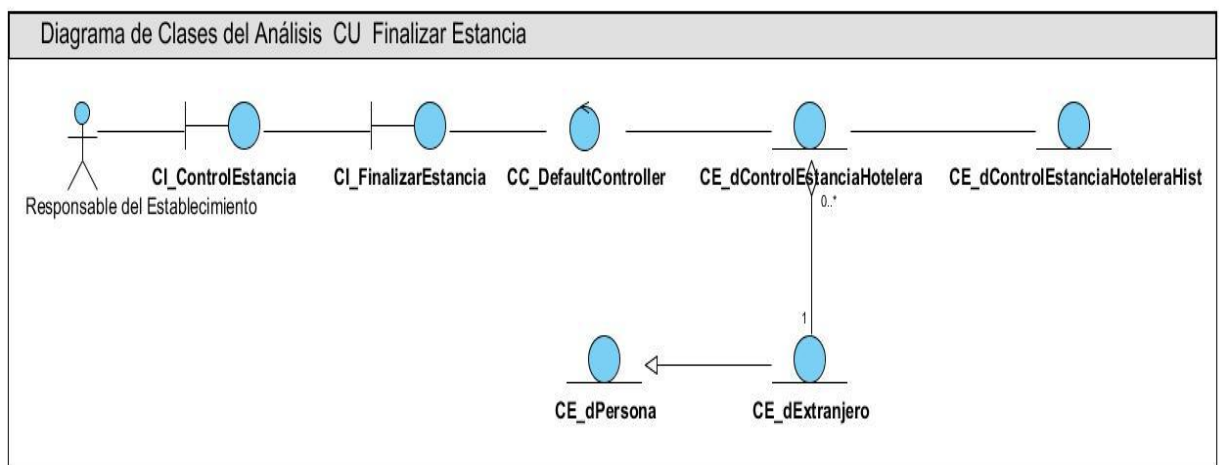 Diagrama de Clases del Análisis CU Finalizar Estancia
CI_ControlEstancia
CI_FinalizarEstancia
CC_DefaultController
CE_dControlEstanciaHotelera
CE_dControlEstanciaHoteleraHist
Responsable del Establecimiento
0..*
1
CE_dPersona
CE_dExtranjero